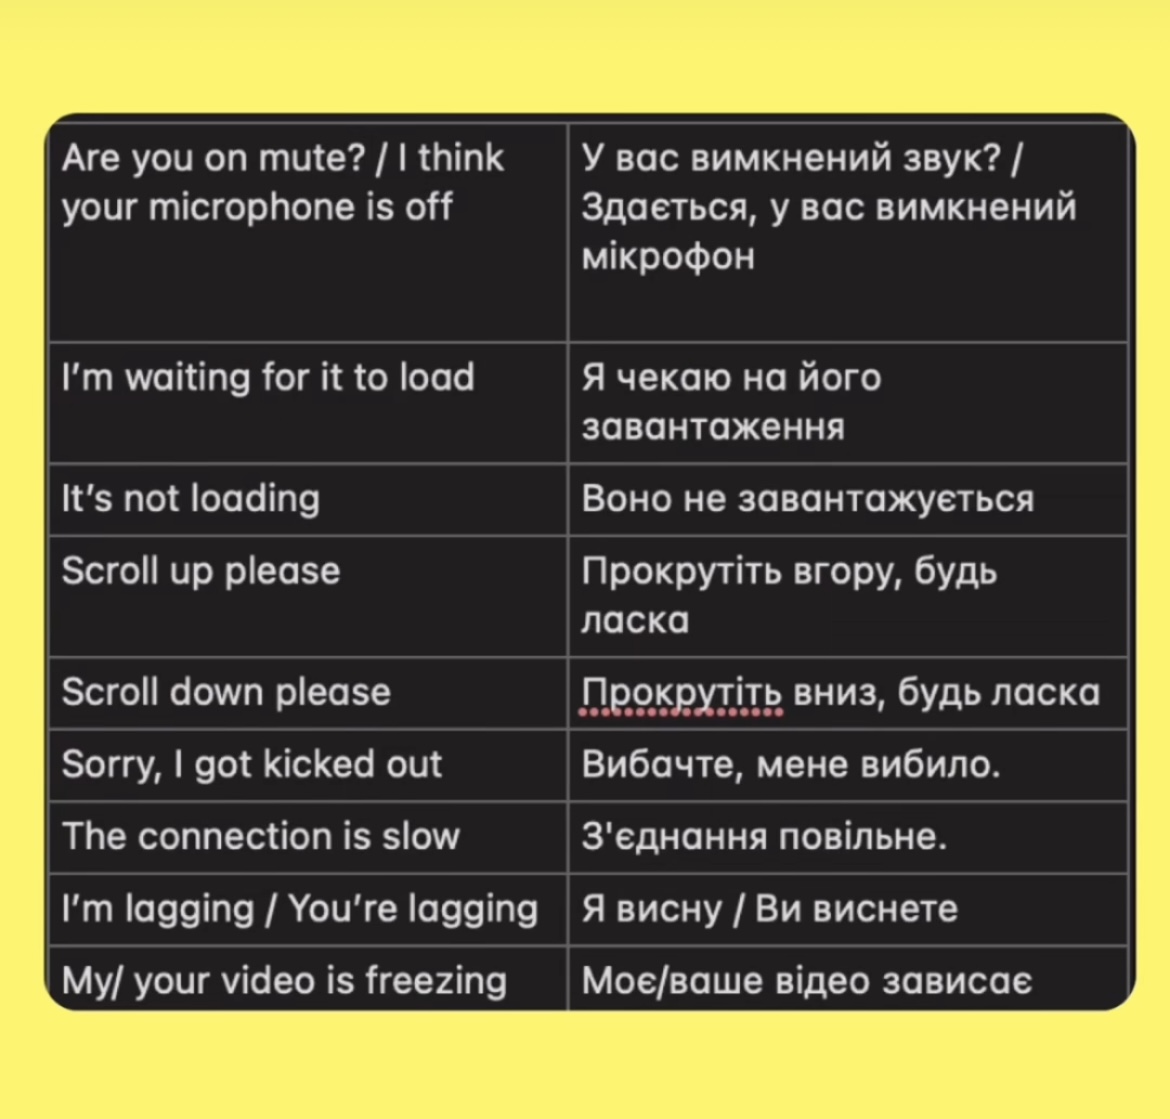 Are you on mute? / I think
your microphone is off
У вас вимкнений звук? /
Здається, у вас вимкнений
мікрофон
I’m waiting for it to load
Я чекаю на його
завантаження
It’s not loading
Воно не завантажується
Scroll up please
Прокрутіть вгору, будь
ласка
Scroll down please
Прокрутіть вниз, будь ласка
Sorry, I got kicked out
Вибачте, мене вибило.
The connection is slow
З'єднання повільне.
I’m lagging / You’re lagging
Я висну / Ви виснете
My/ your video is freezing
Моє/ваше відео зависає